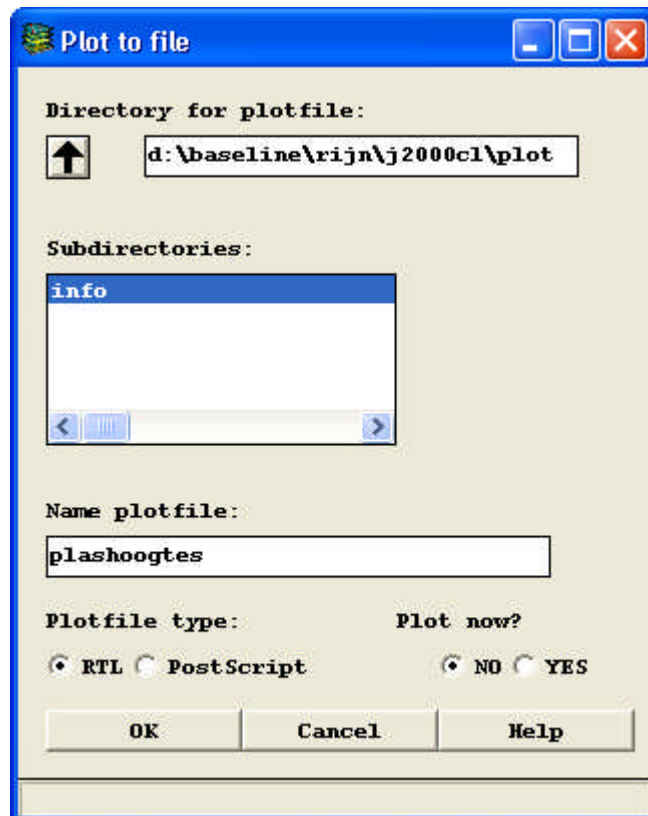 Plot to file
Directory for plotfile:
d:\baseline\rijn\j2000cl\plot
Subdirectories:
info
Name plotfile:
plashoogtes
Plotfile type: Plot now?
RTL PostScript NO YES
OK Cancel Help